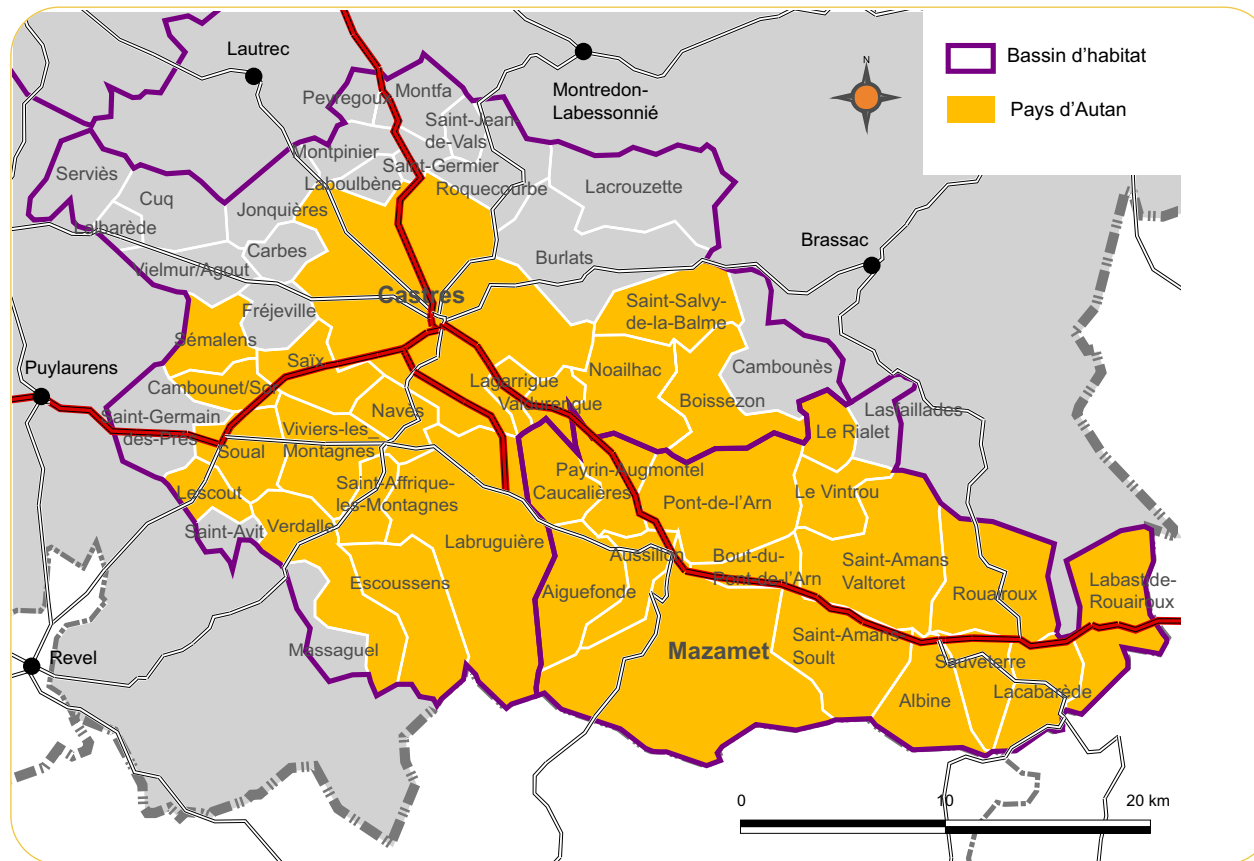 N
Bassin d’habitat
Pays d’Autan
Lautrec
Montredon-
Labessonnié
Peyregoux
Montfa
Saint-Jean
de-Vals
Montpinier
Saint-Germier
Serviès
Laboulbène
Roquecourbe
Lacrouzette
Cuq
Jonquières
Lalbarède
Carbes
Brassac
Burlats
Vielmur/Agout
Castres
Saint-Salvy-
de-la-Balme
Fréjeville
Sémalens
Puylaurens
Saïx
Noailhac
Cambounès
Cambounet/Sor
Lagarrigue
Valdurenque
Boissezon
Saint-Germain
des-Prés
Navès
Lasfaillades
Viviers-les_
Montagnes
Le Rialet
Soual
Payrin-Augmontel
Lescout
Saint-Affrique-
les-Montagnes
Caucalières
Pont-de-l’Arn
Le Vintrou
Saint-Avit
Verdalle
Labruguière
Aussillon
Bout-du-
Pont-de-l’Arn
Saint-Amans
Valtoret
Escoussens
Aiguefonde
Rouairoux
Labast de-
Rouairoux
Massaguel
Mazamet
Saint-Amans
Soult
Revel
Sauveterre
Albine
Lacabarède
0
10
20 km